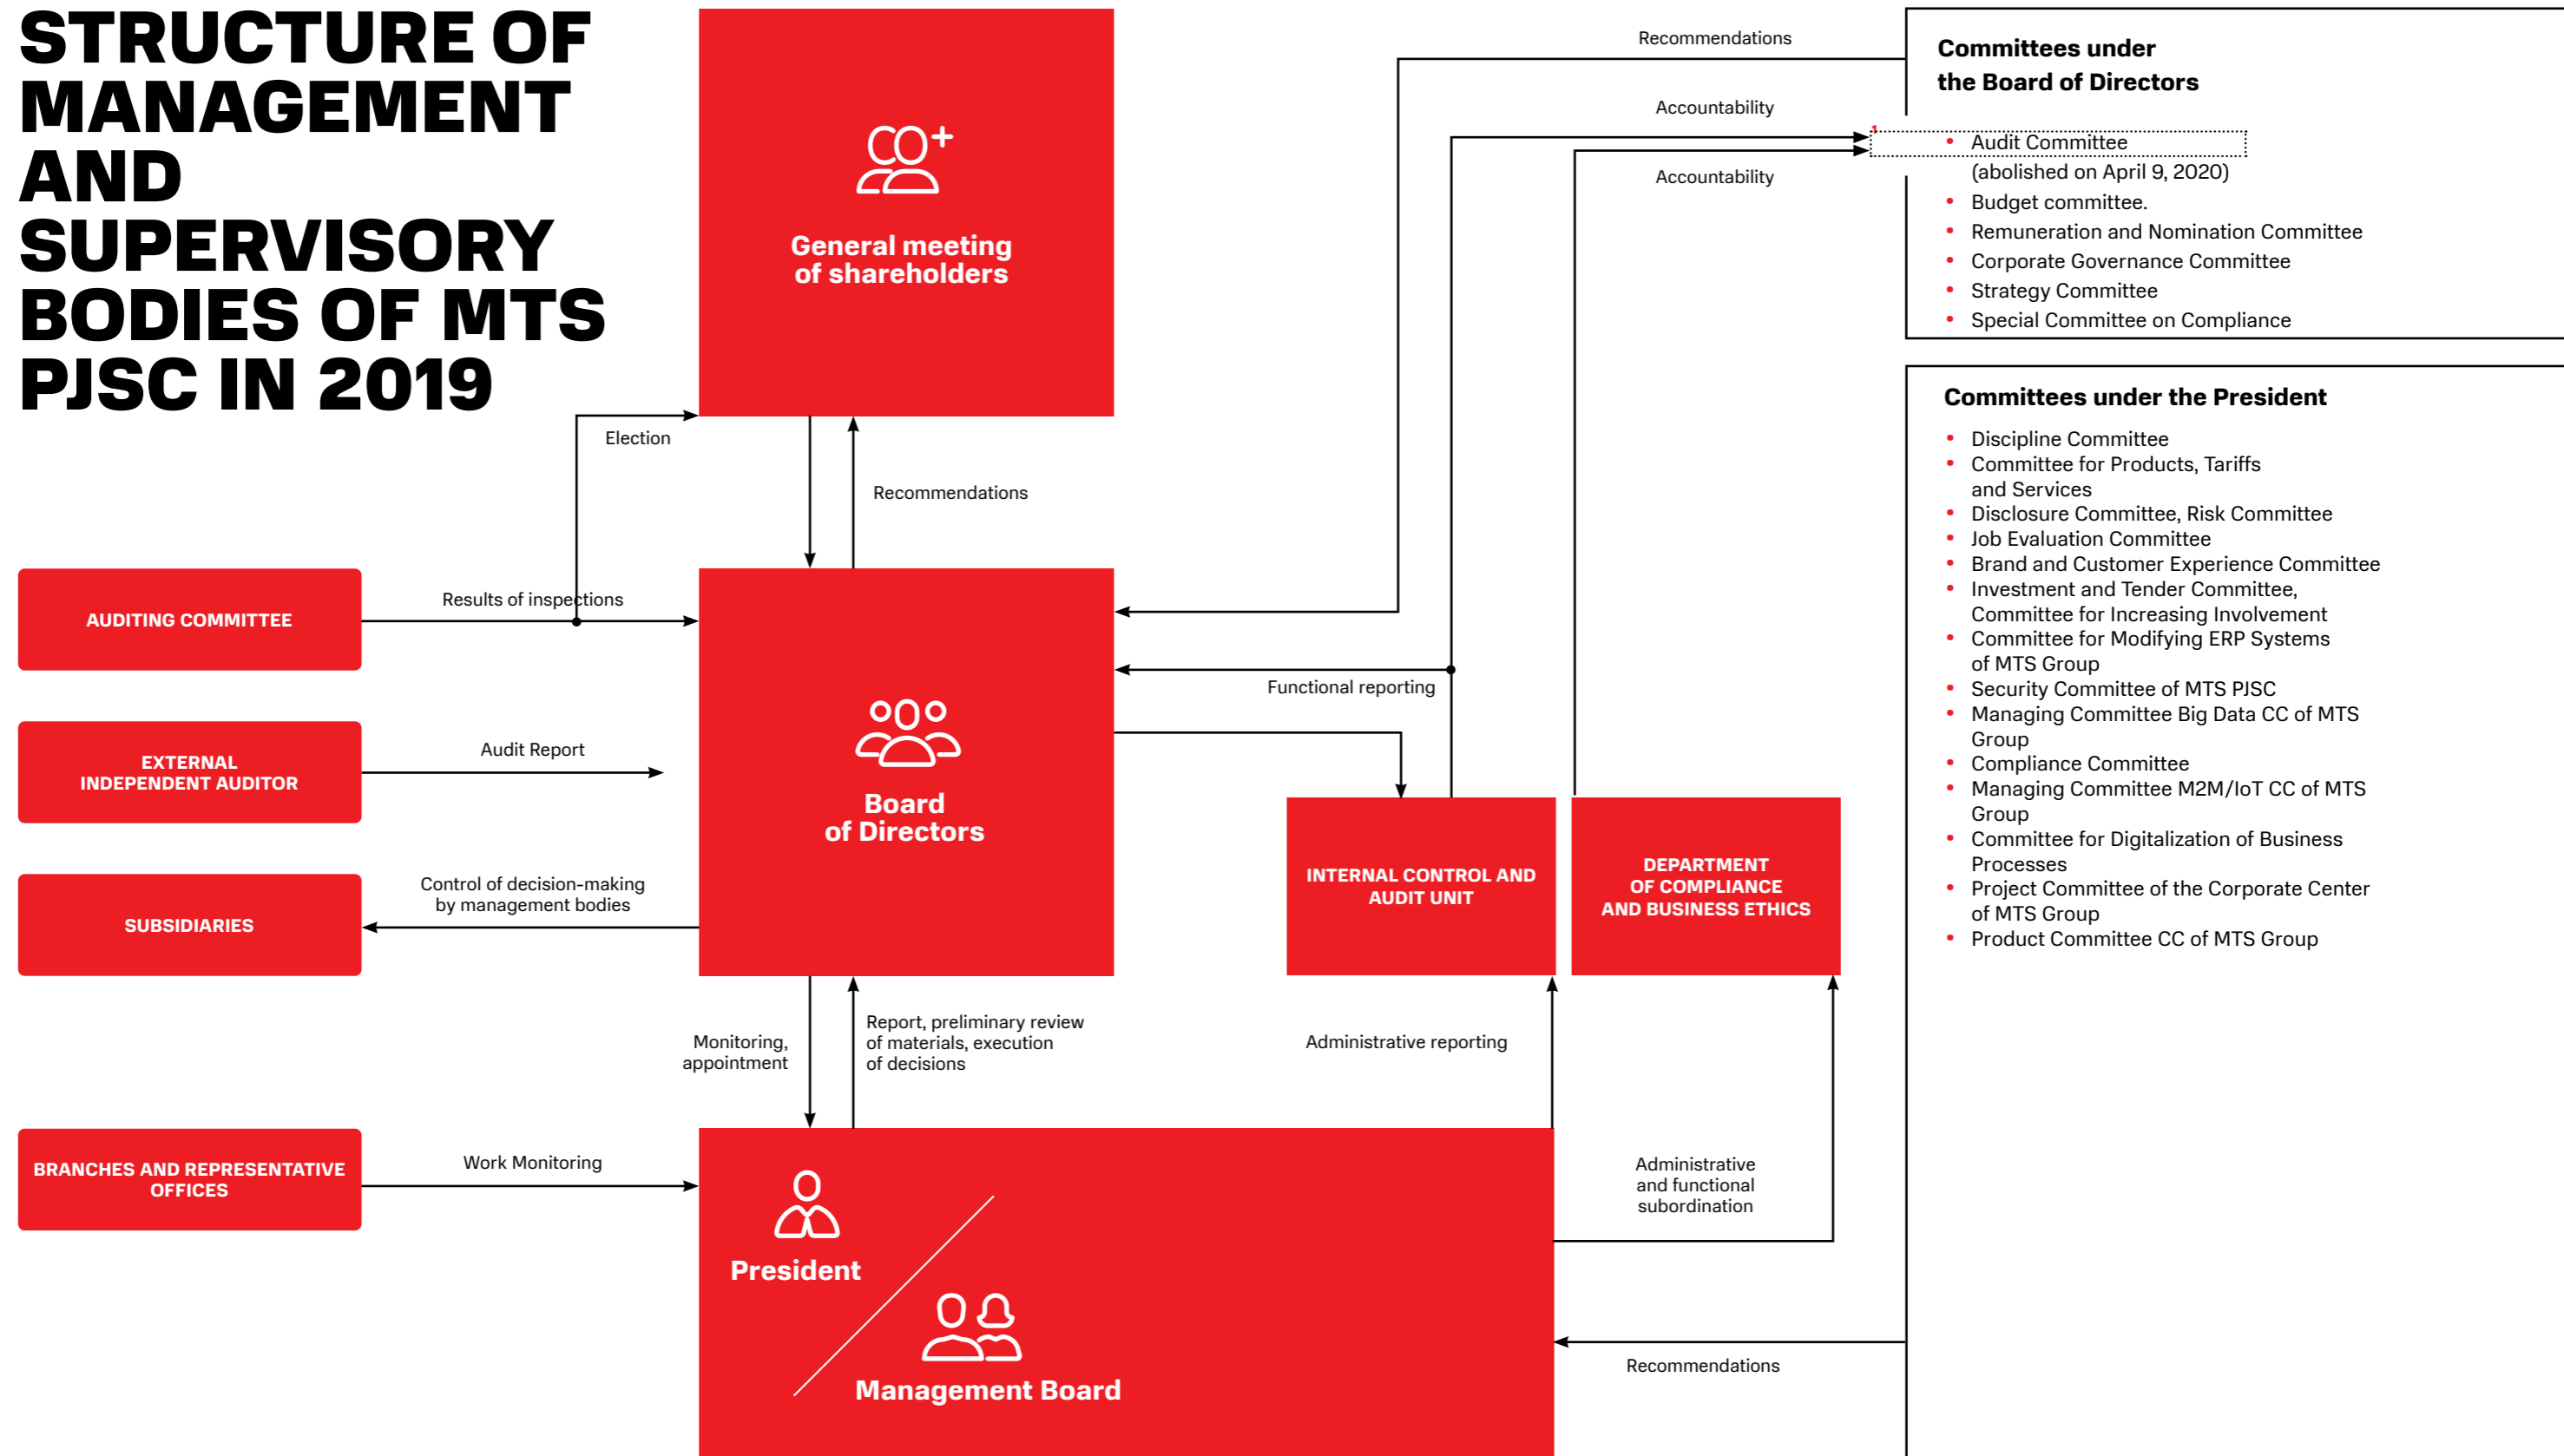 STRUCTURE OF
MANAGEMENT
AND
SUPERVISORY
BODIES OF MTS
PJSC IN 2019
General meeting
of shareholders
Recommendations
Accountability
Accountability
Committees under
the Board of Directors
1
• Audit Committee
(abolished on April 9, 2020)
• Budget committee.
• Remuneration and Nomination Committee
• Corporate Governance Committee
• Strategy Committee
• Special Committee on Compliance
Election
Recommendations
AUDITING COMMITTEE
Results of inspections
EXTERNAL
INDEPENDENT AUDITOR
Audit Report
SUBSIDIARIES
Control of decision-making
by management bodies
Board
of Directors
Functional reporting
INTERNAL CONTROL AND
AUDIT UNIT
DEPARTMENT
OF COMPLIANCE
AND BUSINESS ETHICS
Monitoring,
appointment
Report, preliminary review
of materials, execution
of decisions
Administrative reporting
BRANCHES AND REPRESENTATIVE
OFFICES
Work Monitoring
President
Management Board
Administrative
and functional
subordination
Recommendations
Committees under the President
• Discipline Committee
• Committee for Products, Tariffs
and Services
• Disclosure Committee, Risk Committee
• Job Evaluation Committee
• Brand and Customer Experience Committee
• Investment and Tender Committee,
Committee for Increasing Involvement
• Committee for Modifying ERP Systems
of MTS Group
• Security Committee of MTS PJSC
• Managing Committee Big Data CC of MTS
Group
• Compliance Committee
• Managing Committee M2M/IoT CC of MTS
Group
• Committee for Digitalization of Business
Processes
• Project Committee of the Corporate Center
of MTS Group
• Product Committee CC of MTS Group